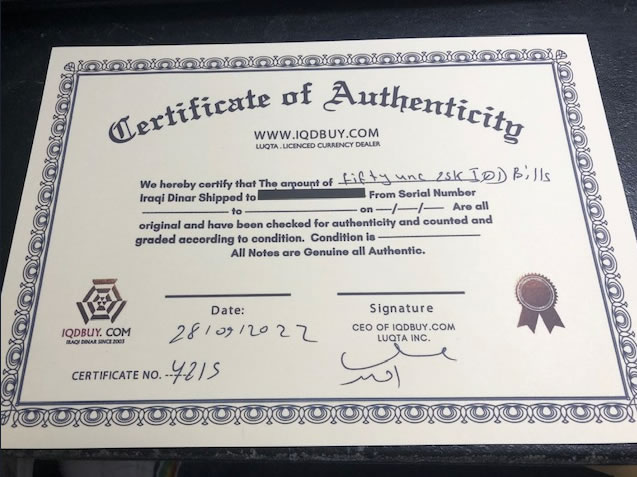 Certificate of Authenticity
WWW.IQDBUY.COM
LUQTA . LICENCED CURRENCY DEALER
We hereby certify that The amount of fifty unc 25k IQD Bills
Iraqi Dinar Shipped to From Serial Number
to on --/--/-- Are all
original and have been checked for authenticity and counted and
graded according to condition. Condition is
All Notes are Genuine all Authentic.
Date:
28/09/2022
Signature
CEO OF IQDBUY.COM
LUQTA INC.
IQDBUY. COM
IRAQI DINAR SINCE 2003
CERTIFICATE NO. ---4215